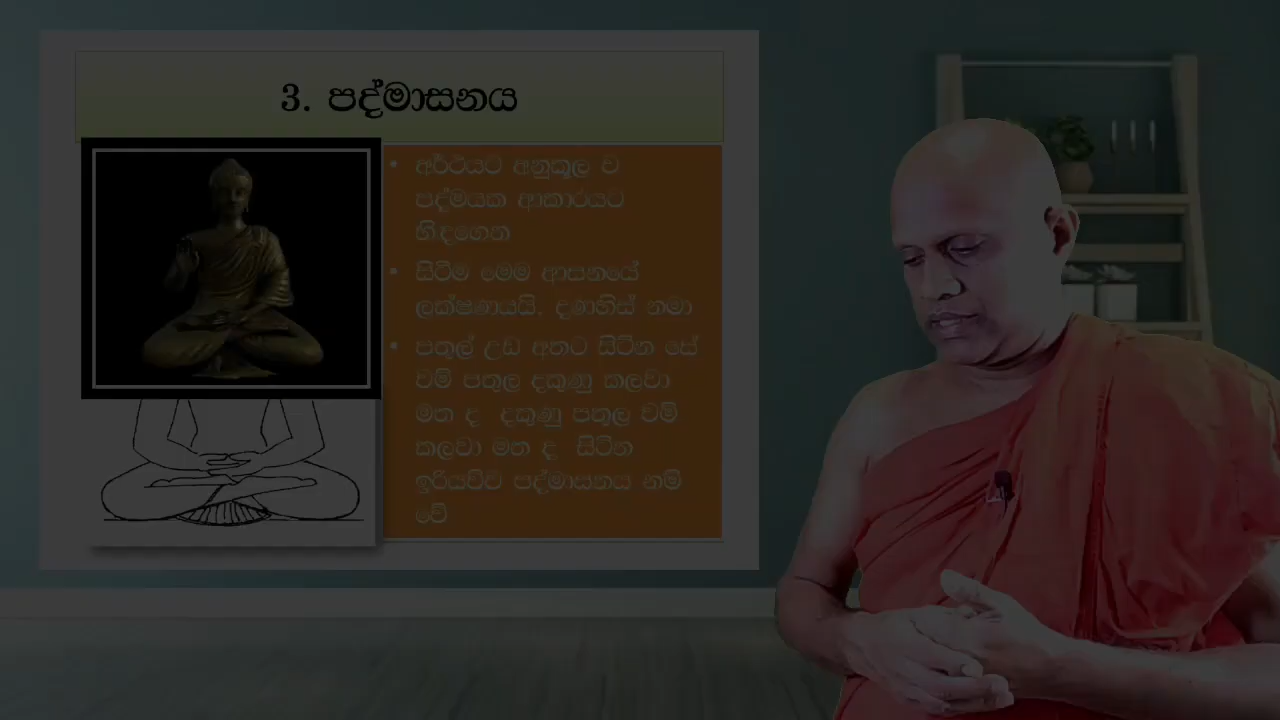 3. පද්මාසනය
• අර්ථයට අනුකූල ව
පද්මයක ආකාරයට
හිඳගෙන
• සිටීම මෙම ආසනයේ
ලක්ෂණයයි. දණහිස් නමා
• පතුල් උඩ අතට සිටින සේ
වම් පතුල දකුණු කලවා
මත ද දකුණු පතුල වම්
කලවා මත ද සිටින
ඉරියව්ව පද්මාසනය නම්
වේ